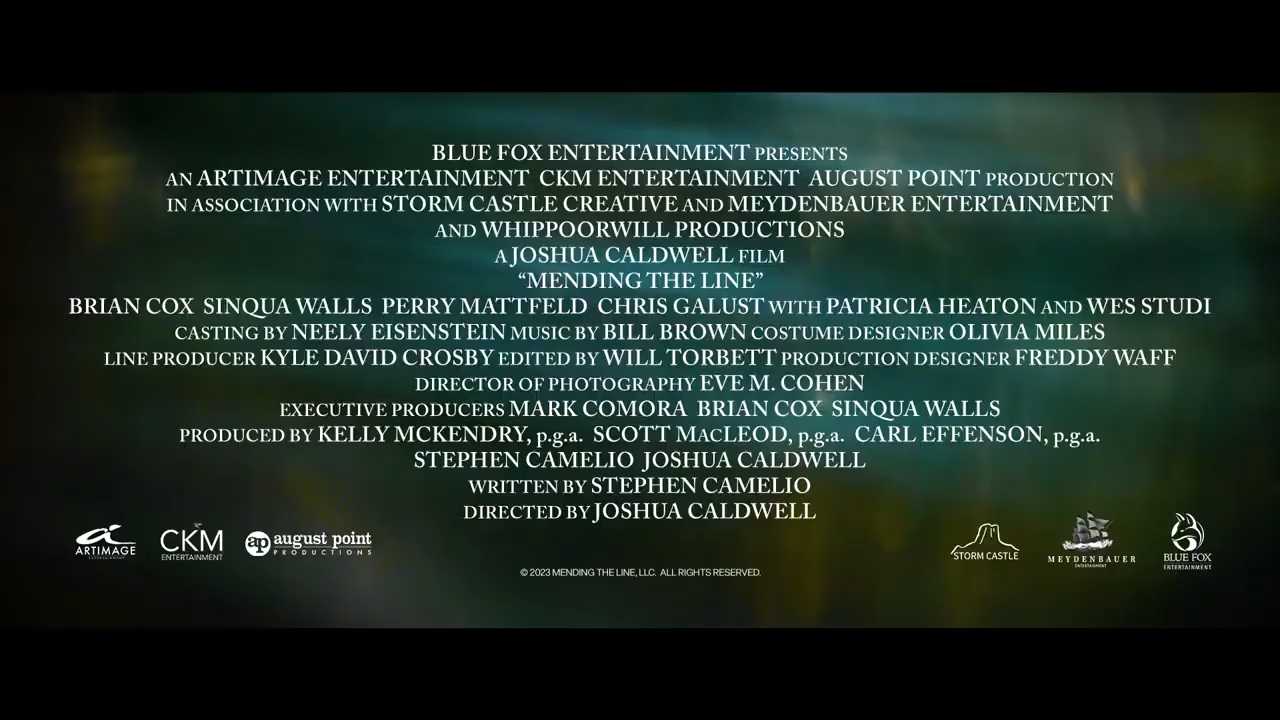 BLUE FOX ENTERTAINMENT PRESENTS
AN ARTIMAGE ENTERTAINMENT CKM ENTERTAINMENT AUGUST POINT PRODUCTION
IN ASSOCIATION WITH STORM CASTLE CREATIVE AND MEYDENBAUER ENTERTAINMENT
AND WHIPPOORWILL PRODUCTIONS
A JOSHUA CALDWELL FILM
“MENDING THE LINE”
BRIAN COX SINQUA WALLS PERRY MATTFELD CHRIS GALUST WITH PATRICIA HEATON AND WES STUDI
CASTING BY NEELY EISENSTEIN MUSIC BY BILL BROWN COSTUME DESIGNER OLIVIA MILES
LINE PRODUCER KYLE DAVID CROSBY EDITED BY WILL TORBETT PRODUCTION DESIGNER FREDDY WAFF
DIRECTOR OF PHOTOGRAPHY EVE M. COHEN
EXECUTIVE PRODUCERS MARK COMORA BRIAN COX SINQUA WALLS
PRODUCED BY KELLY MCKENDRY, p.g.a. SCOTT MACLEOD, p.g.a. CARL EFFENSON, p.g.a.
STEPHEN CAMELIO JOSHUA CALDWELL
WRITTEN BY STEPHEN CAMELIO
DIRECTED BY JOSHUA CALDWELL
ARTIMAGE
ENTERTAINMENT
CKM
ENTERTAINMENT
ap august point
PRODUCTIONS
STORM CASTLE
MEYDENBAUER
ENTERTAINMENT
BLUE FOX
ENTERTAINMENT
© 2023 MENDING THE LINE, LLC. ALL RIGHTS RESERVED.